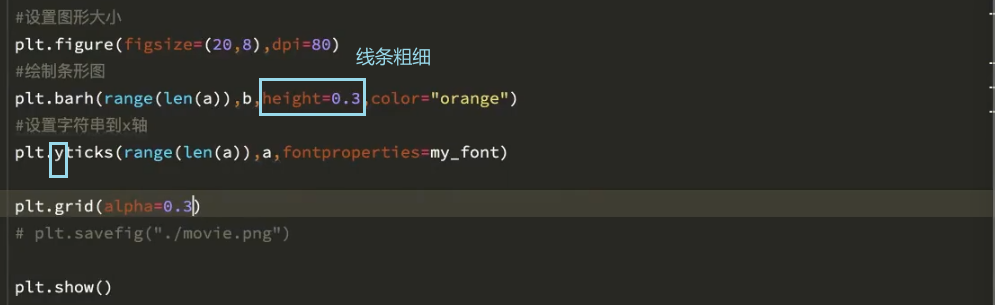 #设置图形大小
plt.figure(figsize=(20,8),dpi=80)
线条粗细
#绘制条形图
plt.barh(range(len(a)),b,height=0.3,color="orange")
#设置字符串到x轴
plt.yticks(range(len(a)),a,fontproperties=my_font)
plt.grid(alpha=0.3)
# plt.savefig("./movie.png")
plt.show()